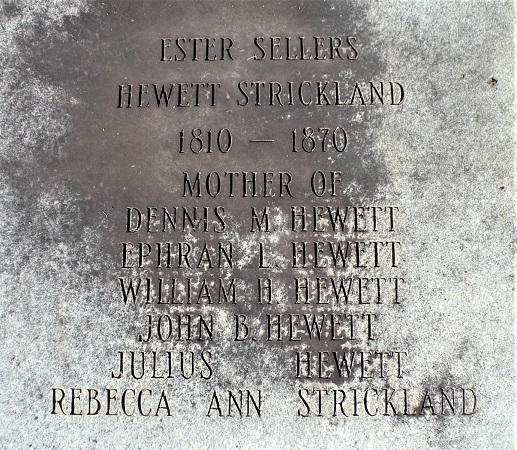 ESTER SELLERS
HEWETT STRICKLAND
1810 — 1870
MOTHER OF
DENNIS M. HEWETT
EPHRAN L. HEWETT
WILLIAM H. HEWETT
JOHN B. HEWETT
JULIUS HEWETT
REBECCA ANN STRICKLAND